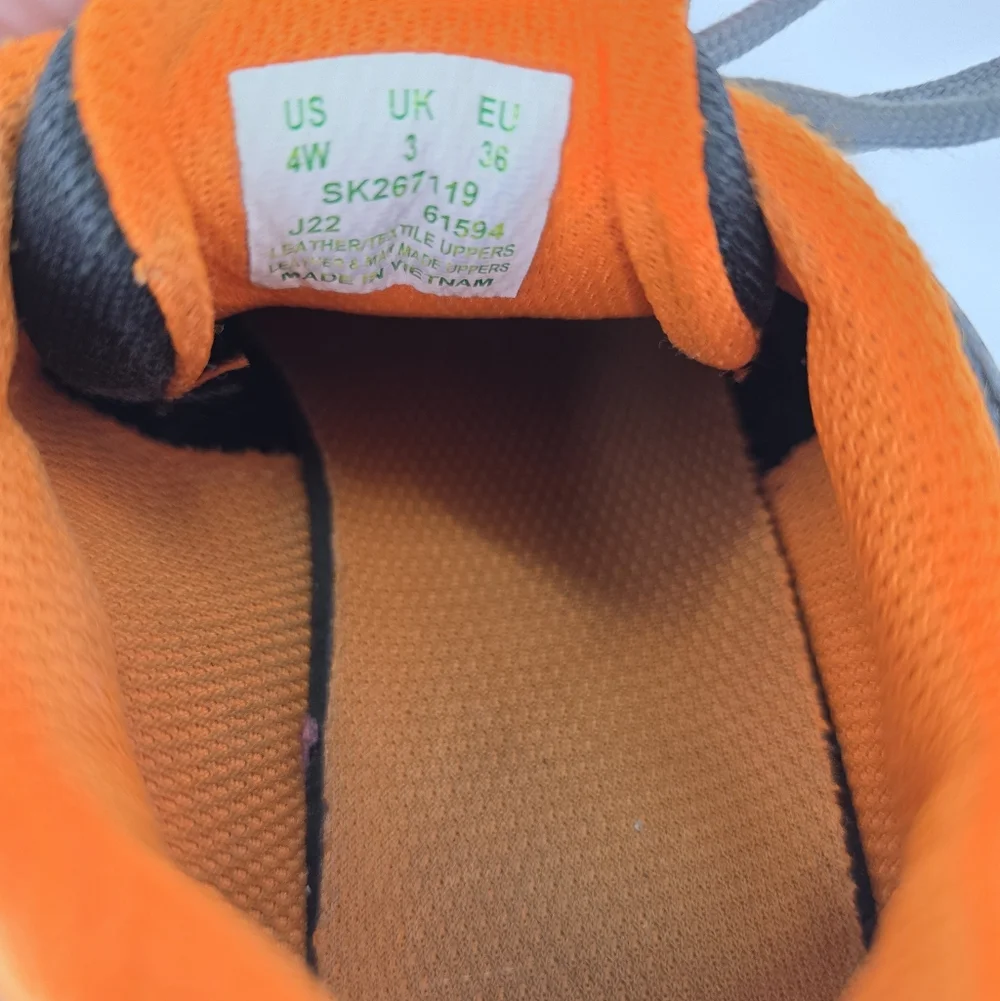 US UK EU
4W 3 36
SK267119
J22 61594
LEATHER/TEXTILE UPPERS
LEATHER & MAN MADE UPPERS
MADE IN VIETNAM